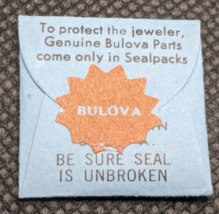 To protect the jeweler,
Genuine Bulova Parts
come only in Sealpacks
BULOVA
BE SURE SEAL
IS UNBROKEN